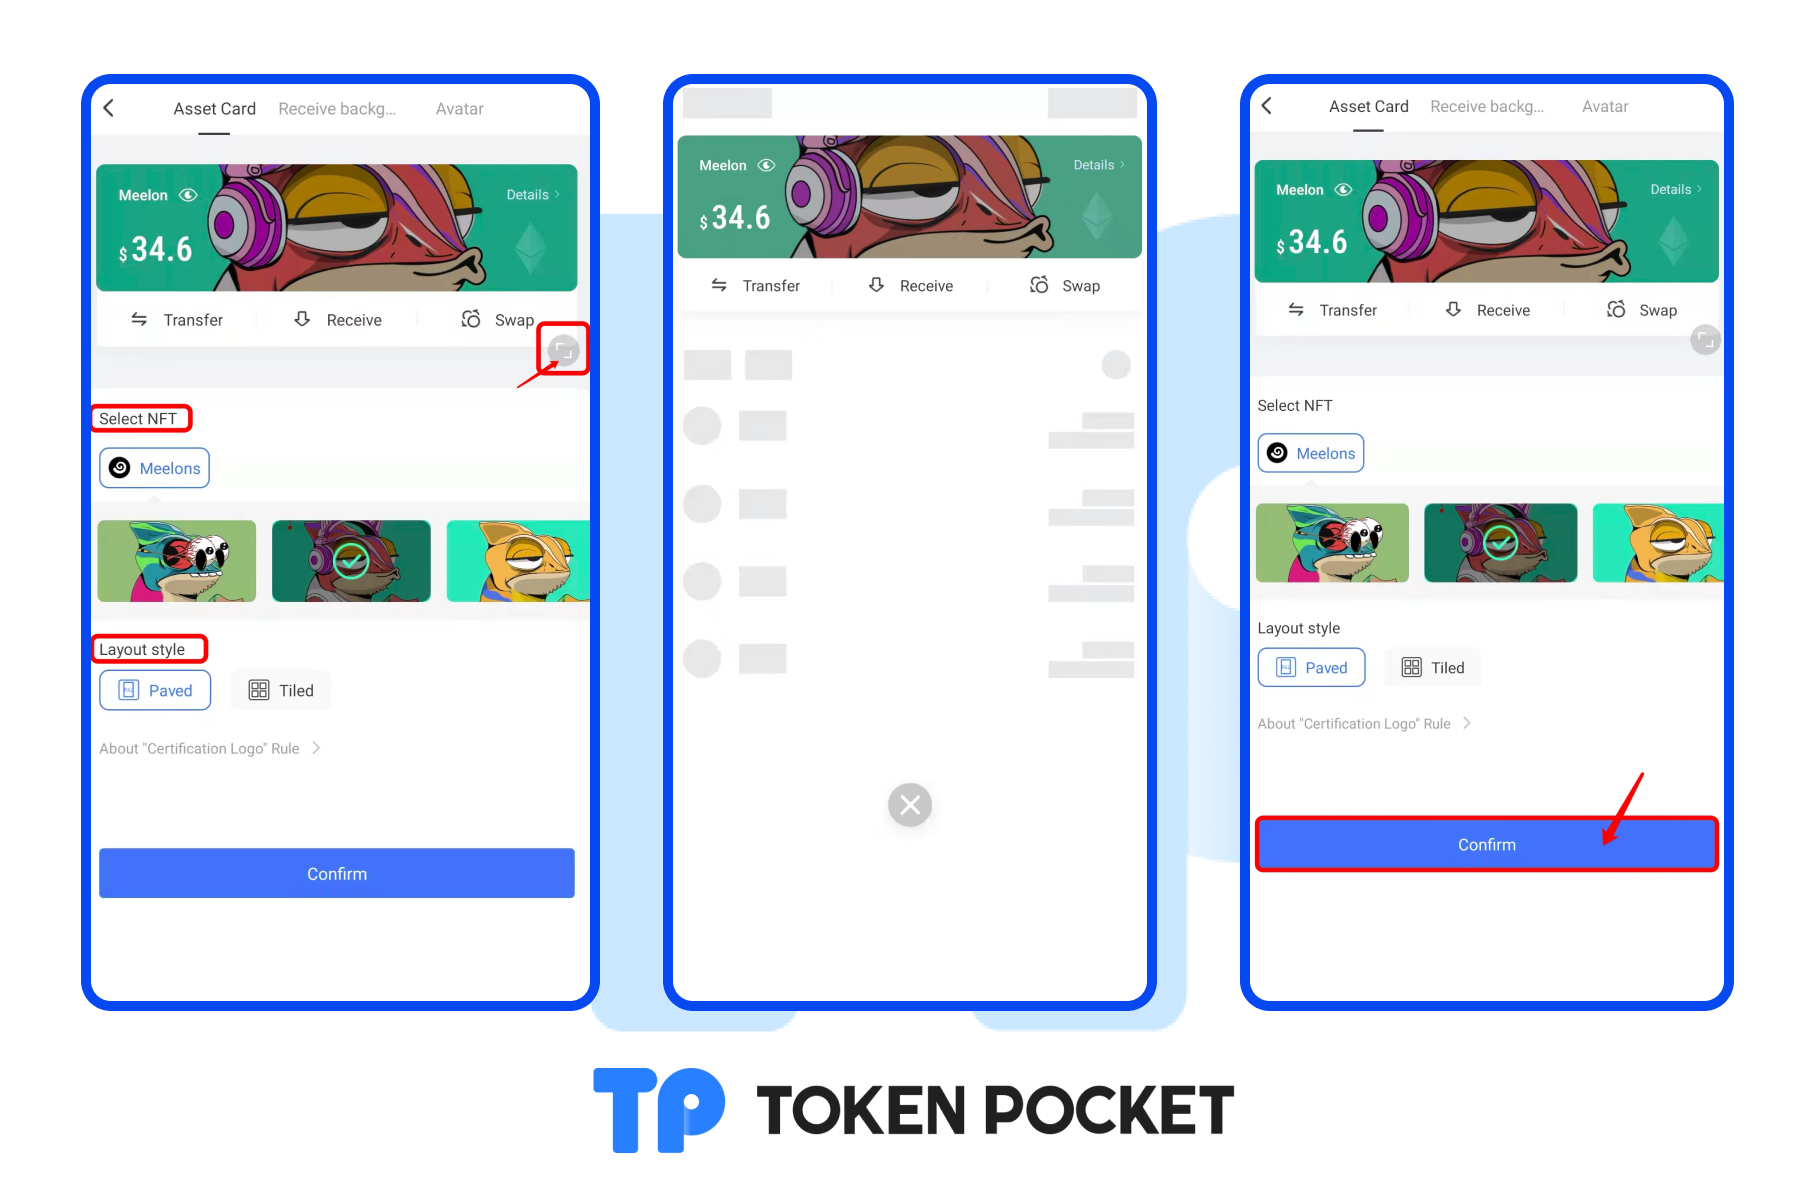 Asset Card Receive backg... Avatar
Meelon Details
$ 34.6
Transfer Receive Swap
Select NFT
Meelons
Layout style
Paved Tiled
About "Certification Logo" Rule
Confirm
Meelon Details
$ 34.6
Transfer Receive Swap
Asset Card Receive backg... Avatar
Meelon Details
$ 34.6
Transfer Receive Swap
Select NFT
Meelons
Layout style
Paved Tiled
About "Certification Logo" Rule
Confirm
TP TOKEN POCKET